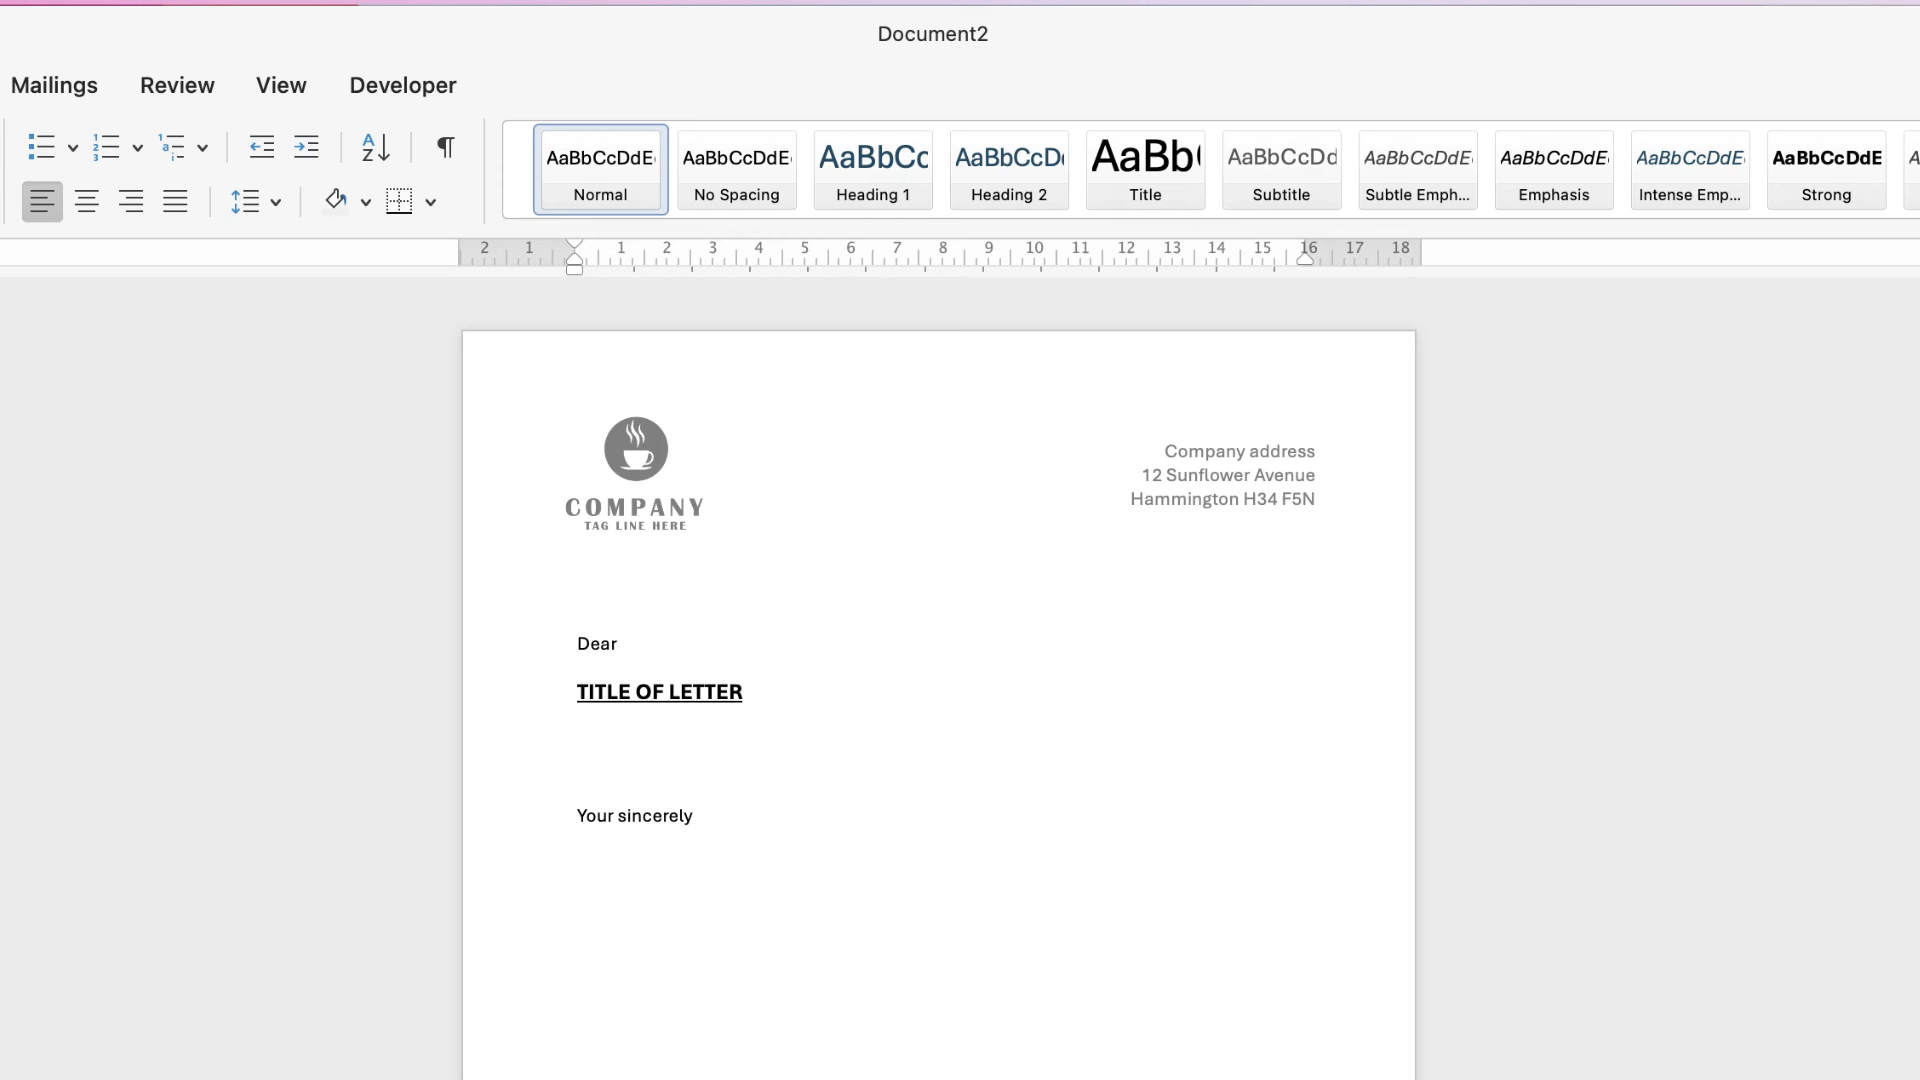 Document2
Mailings Review View Developer
AaBbCcDdE AaBbCcDdE AaBbCc AaBbCcD AaBb AaBbCcDd AaBbCcDdE AaBbCcDdE AaBbCcDdE AaBbCcDdE
Normal No Spacing Heading 1 Heading 2 Title Subtitle Subtle Emph... Emphasis Intense Emp... Strong
2 1 1 2 3 4 5 6 7 8 9 10 11 12 13 14 15 16 17 18
COMPANY
TAG LINE HERE
Company address
12 Sunflower Avenue
Hammington H34 F5N
Dear
TITLE OF LETTER
Your sincerely